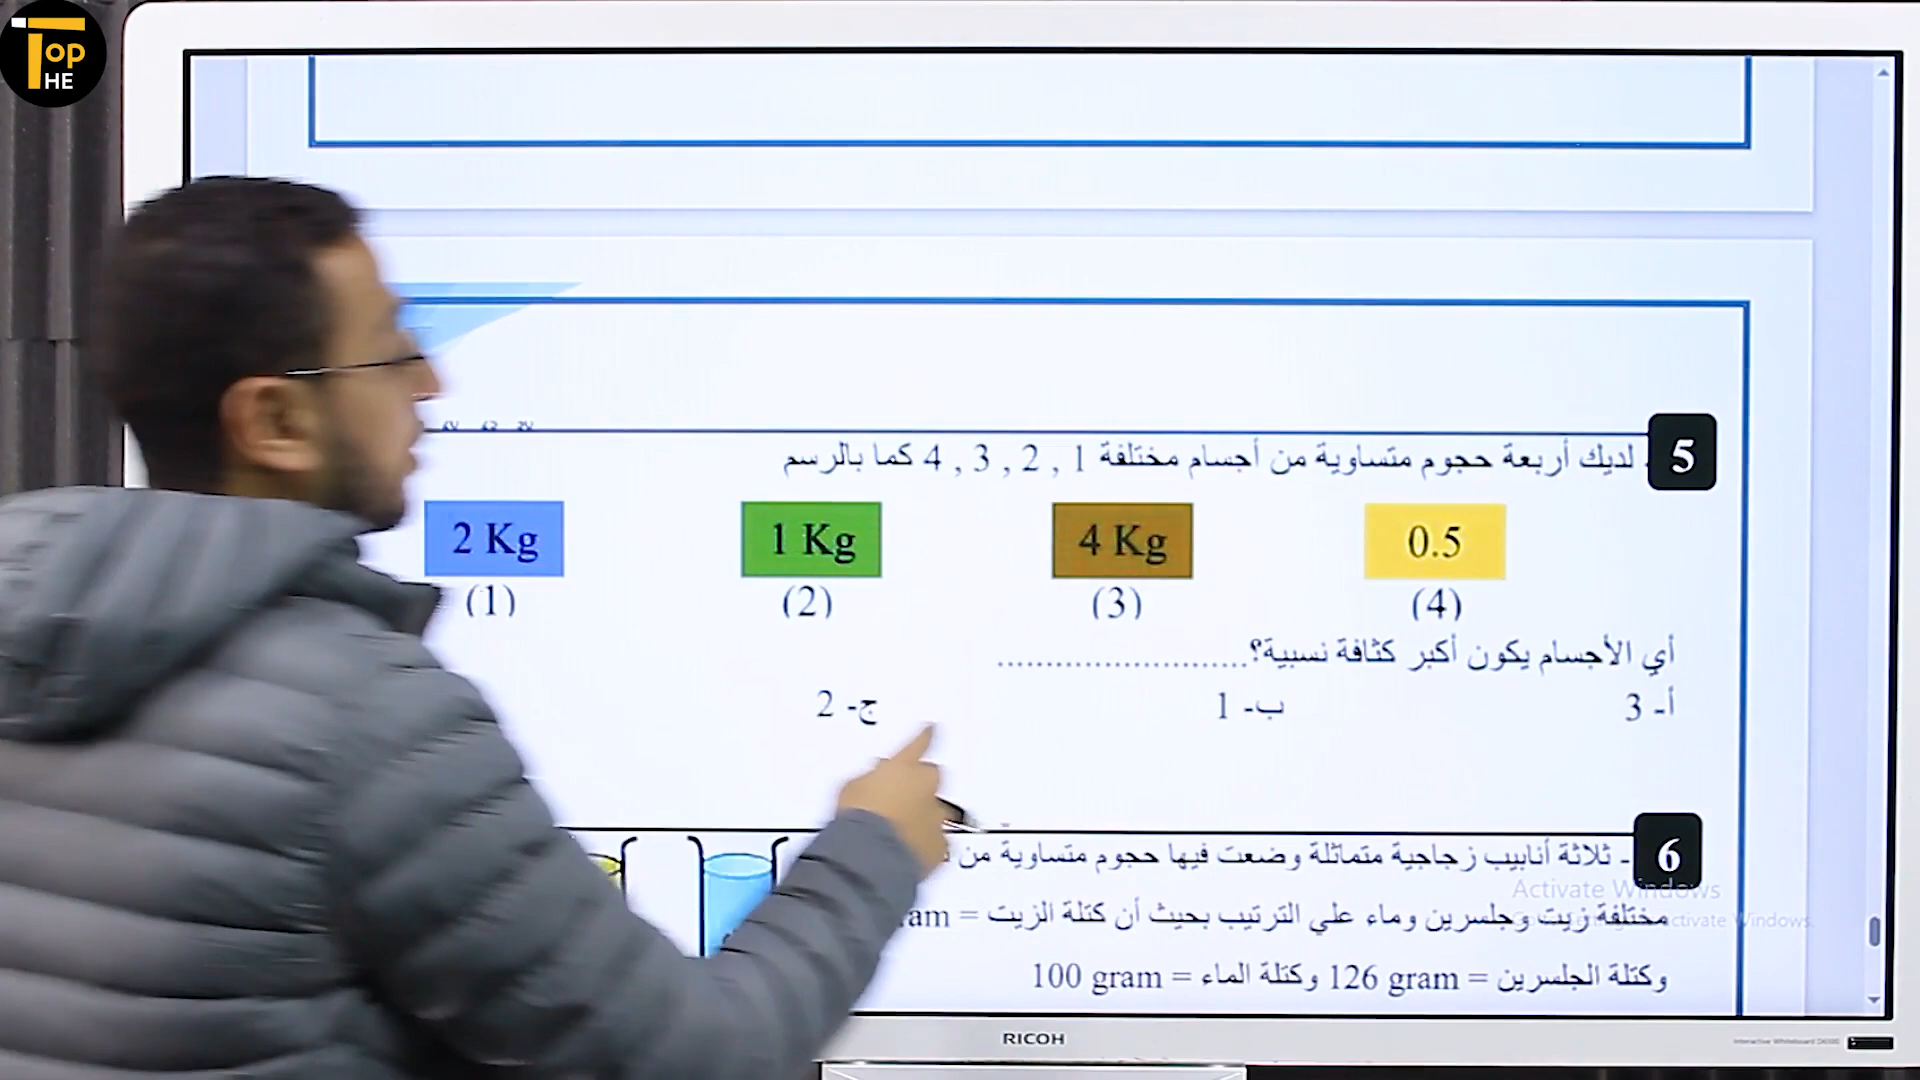 Top
THE
5
لديك أربعة حجوم متساوية من أجسام مختلفة 1 , 2 , 3 , 4 كما بالرسم
2 Kg
1 Kg
4 Kg
0.5
(1)
(2)
(3)
(4)
أي الأجسام يكون أكبر كثافة نسبية؟..........................
أ- 3
ب- 1
ج- 2
6
- ثلاثة أنابيب زجاجية متماثلة وضعت فيها حجوم متساوية من
مختلفة زيت وجلسرين وماء علي الترتيب بحيث أن كتلة الزيت =
وكتلة الجلسرين = 126 gram وكتلة الماء = 100 gram
Activate Windows
RICOH